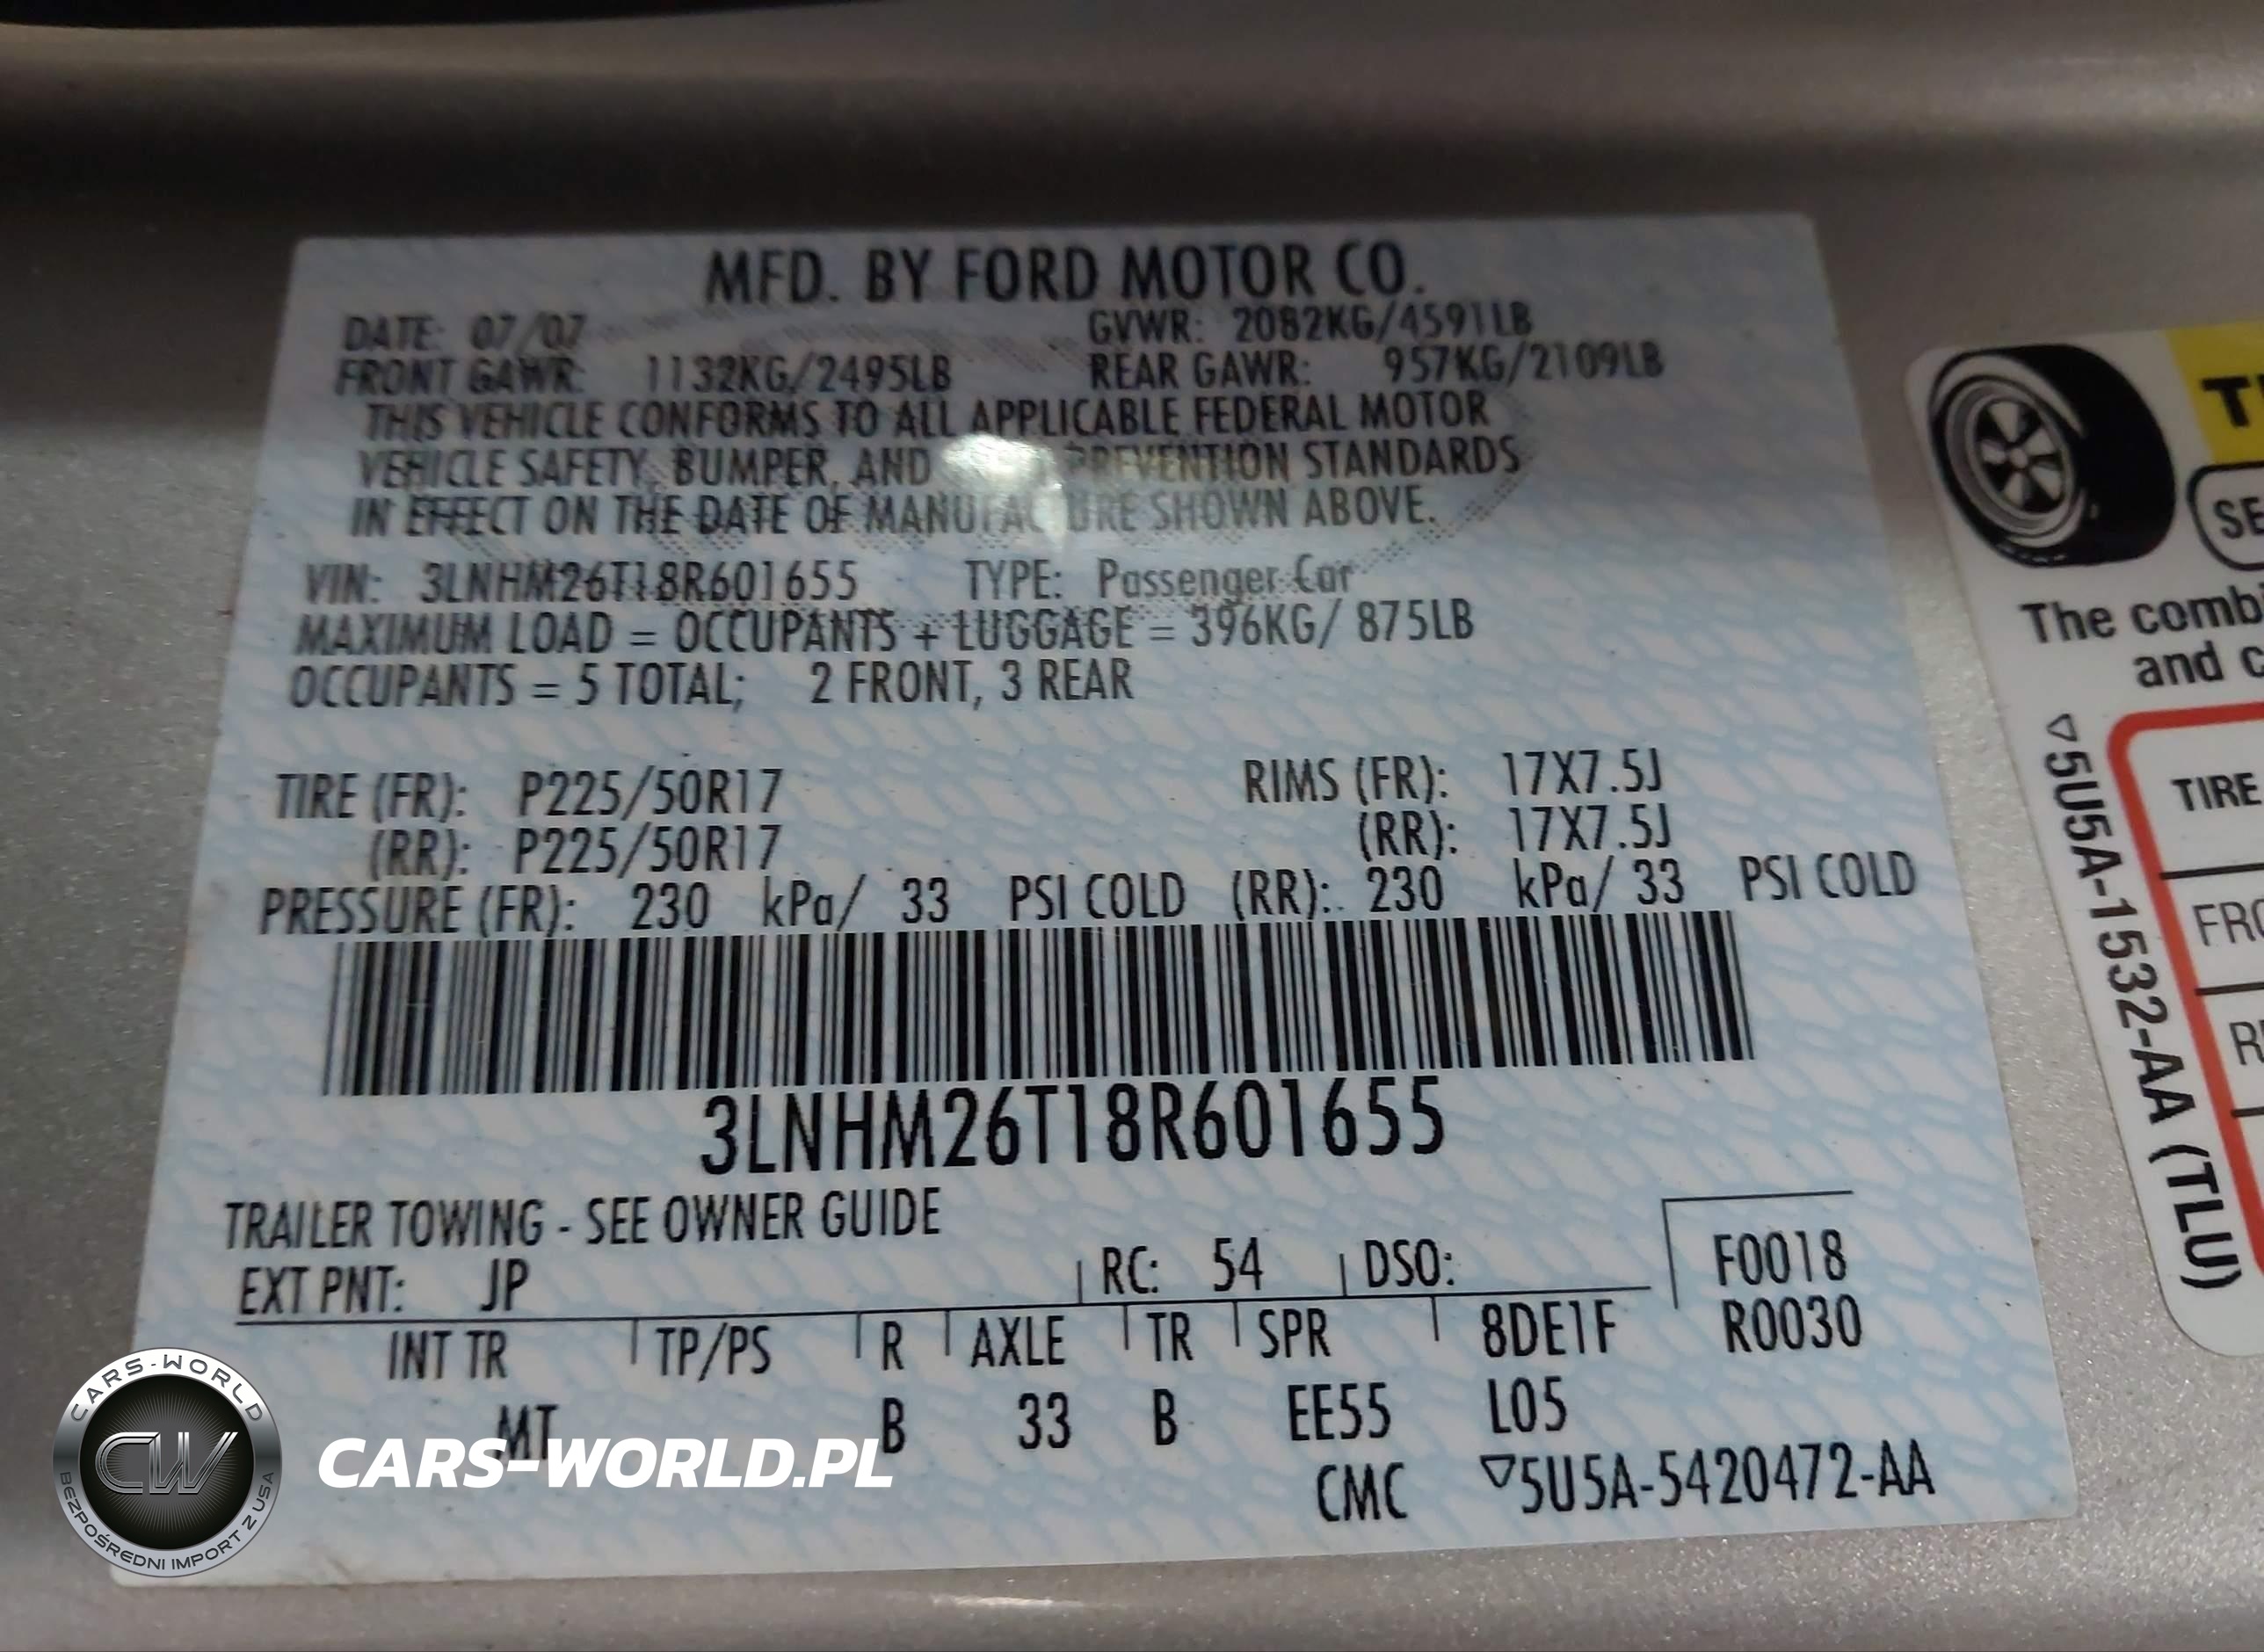 MFD. BY FORD MOTOR CO.
DATE: 07/07 GVWR: 2082KG/4591LB
FRONT GAWR: 1132KG/2495LB REAR GAWR: 957KG/2109LB
THIS VEHICLE CONFORMS TO ALL APPLICABLE FEDERAL MOTOR
VEHICLE SAFETY, BUMPER, AND PREVENTION STANDARDS
IN EFFECT ON THE DATE OF MANUFACTURE SHOWN ABOVE.
VIN: 3LNHM26T18R601655 TYPE: Passenger Car
MAXIMUM LOAD = OCCUPANTS + LUGGAGE = 396KG/ 875LB
OCCUPANTS = 5 TOTAL; 2 FRONT, 3 REAR
TIRE (FR): P225/50R17 RIMS (FR): 17X7.5J
(RR): P225/50R17 (RR): 17X7.5J
PRESSURE (FR): 230 kPa/ 33 PSI COLD (RR): 230 kPa/ 33 PSI COLD
3LNHM26T18R601655
TRAILER TOWING - SEE OWNER GUIDE
EXT PNT: JP RC: 54 DSO: F0018
INT TR TP/PS R AXLE TR SPR 8DE1F R0030
MT B 33 B EE55 L05
CMC ▽5U5A-5420472-AA
The comb
and c
TIRE
FRO
▽5U5A-1532-AA (TLU)
CARS-WORLD
CW
BEZPOŚREDNI IMPORT Z USA
CARS-WORLD.PL